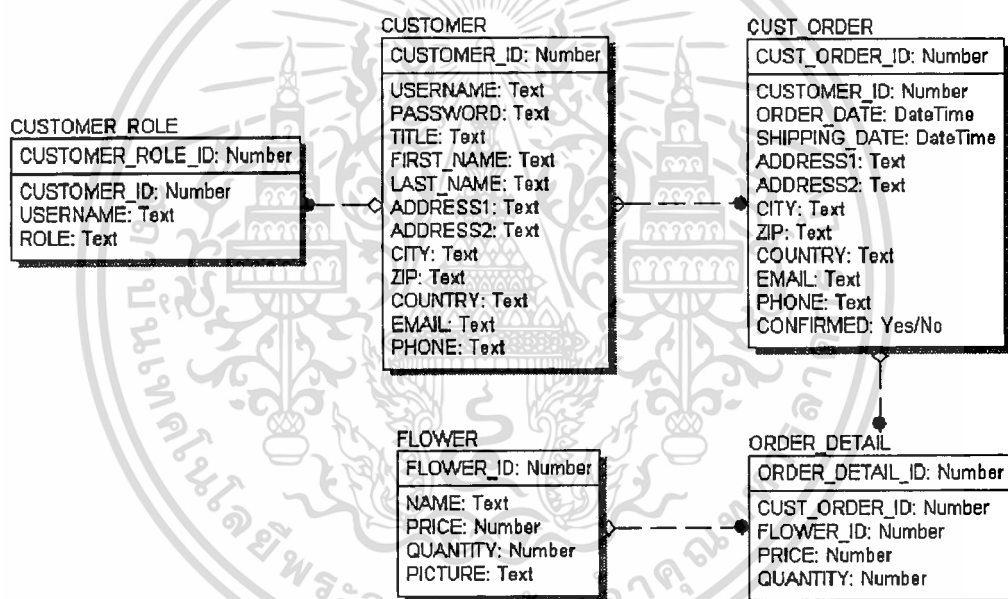 CUSTOMER
CUSTOMER_ID: Number
USERNAME: Text
PASSWORD: Text
TITLE: Text
FIRST_NAME: Text
LAST_NAME: Text
ADDRESS1: Text
ADDRESS2: Text
CITY: Text
ZIP: Text
COUNTRY: Text
EMAIL: Text
PHONE: Text
CUST_ORDER
CUST_ORDER_ID: Number
CUSTOMER_ID: Number
ORDER_DATE: DateTime
SHIPPING_DATE: DateTime
ADDRESS1: Text
ADDRESS2: Text
CITY: Text
ZIP: Text
COUNTRY: Text
EMAIL: Text
PHONE: Text
CONFIRMED: Yes/No
CUSTOMER_ROLE
CUSTOMER_ROLE_ID: Number
CUSTOMER_ID: Number
USERNAME: Text
ROLE: Text
FLOWER
FLOWER_ID: Number
NAME: Text
PRICE: Number
QUANTITY: Number
PICTURE: Text
ORDER_DETAIL
ORDER_DETAIL_ID: Number
CUST_ORDER_ID: Number
FLOWER_ID: Number
PRICE: Number
QUANTITY: Number